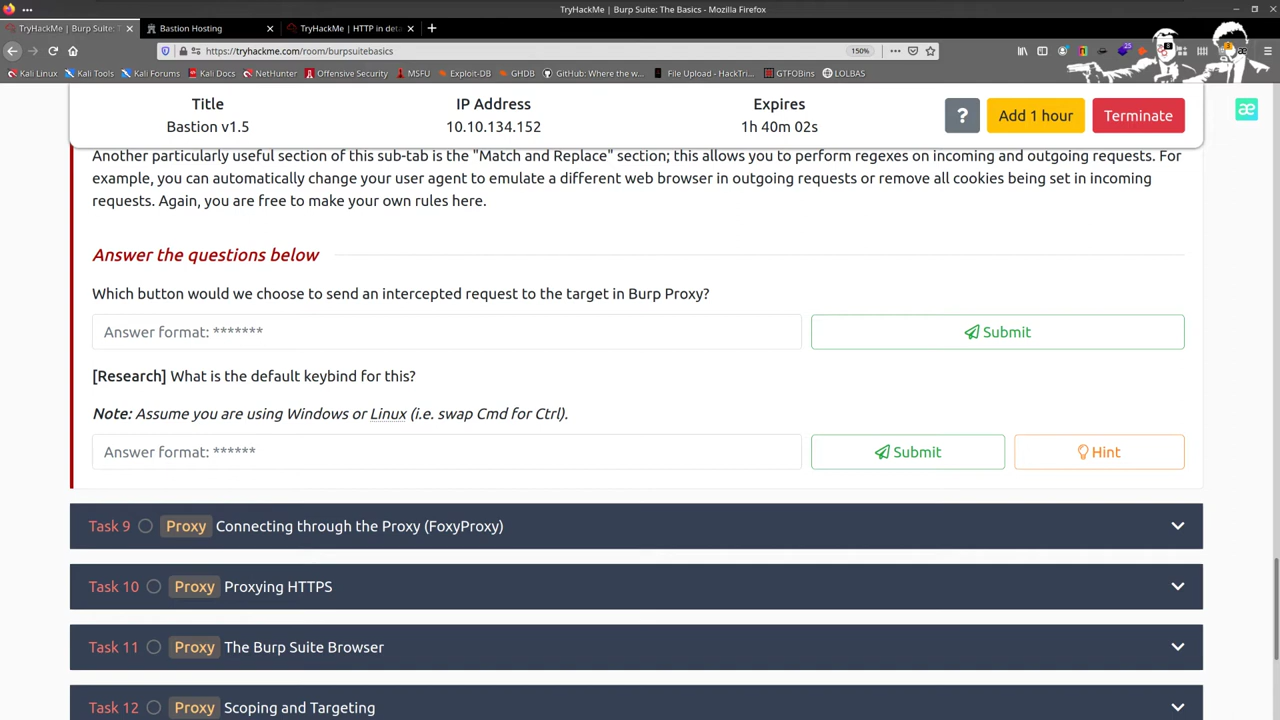 TryHackMe | Burp Suite: The Basics - Mozilla Firefox
TryHackMe | Burp Suite: T
Bastion Hosting
TryHackMe | HTTP in deta
https://tryhackme.com/room/burpsuitebasics
150%
Kali Linux
Kali Tools
Kali Forums
Kali Docs
NetHunter
Offensive Security
MSFU
Exploit-DB
GHDB
GitHub: Where the w...
File Upload - HackTri...
GTFOBins
LOLBAS
Title
IP Address
Expires
Bastion v1.5
10.10.134.152
1h 40m 02s
?
Add 1 hour
Terminate
Another particularly useful section of this sub-tab is the "Match and Replace" section; this allows you to perform regexes on incoming and outgoing requests. For
example, you can automatically change your user agent to emulate a different web browser in outgoing requests or remove all cookies being set in incoming
requests. Again, you are free to make your own rules here.
Answer the questions below
Which button would we choose to send an intercepted request to the target in Burp Proxy?
Answer format: *******
Submit
[Research] What is the default keybind for this?
Note: Assume you are using Windows or Linux (i.e. swap Cmd for Ctrl).
Answer format: ******
Submit
Hint
Task 9 Proxy Connecting through the Proxy (FoxyProxy)
Task 10 Proxy Proxying HTTPS
Task 11 Proxy The Burp Suite Browser
Task 12 Proxy Scoping and Targeting